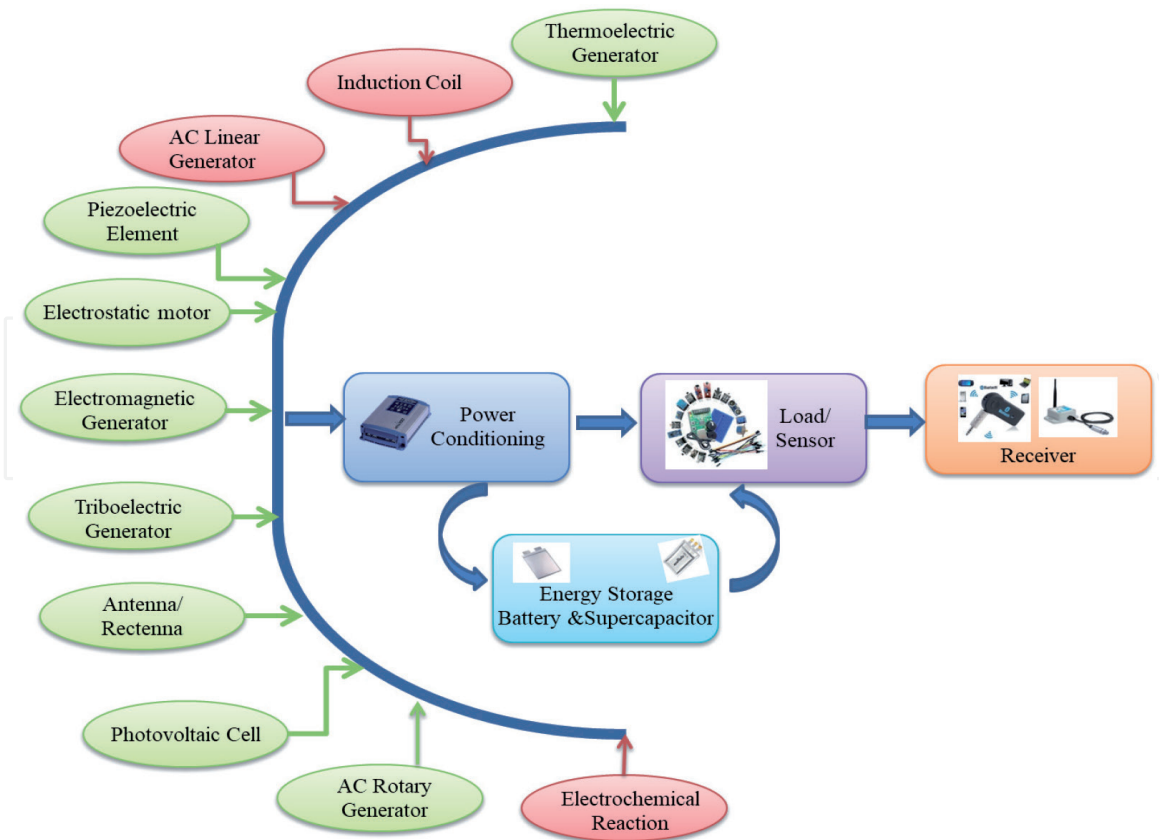 Thermoelectric
Generator
Induction Coil
AC Linear
Generator
Piezoelectric
Element
Electrostatic motor
Electromagnetic
Generator
Triboelectric
Generator
Antenna/
Rectenna
Photovoltaic Cell
AC Rotary
Generator
Electrochemical
Reaction
Power
Conditioning
Load/
Sensor
Receiver
Energy Storage
Battery &Supercapacitor